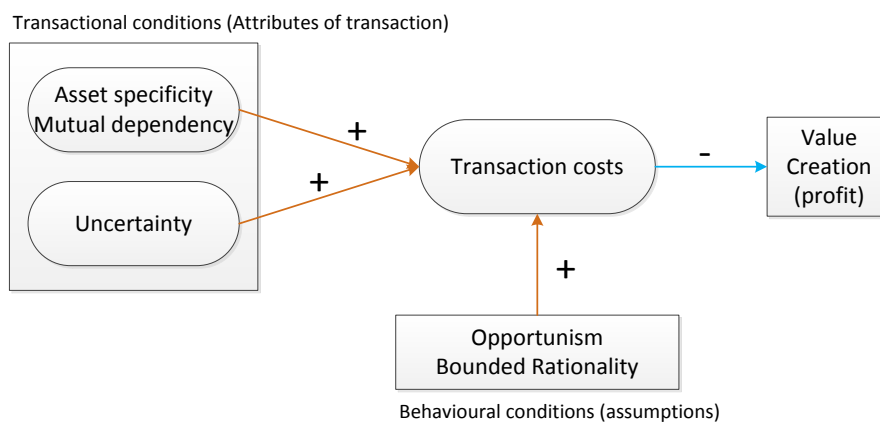 Transactional conditions (Attributes of transaction)
Asset specificity
Mutual dependency
+
Uncertainty
+
Transaction costs
-
Value
Creation
(profit)
+
Opportunism
Bounded Rationality
Behavioural conditions (assumptions)